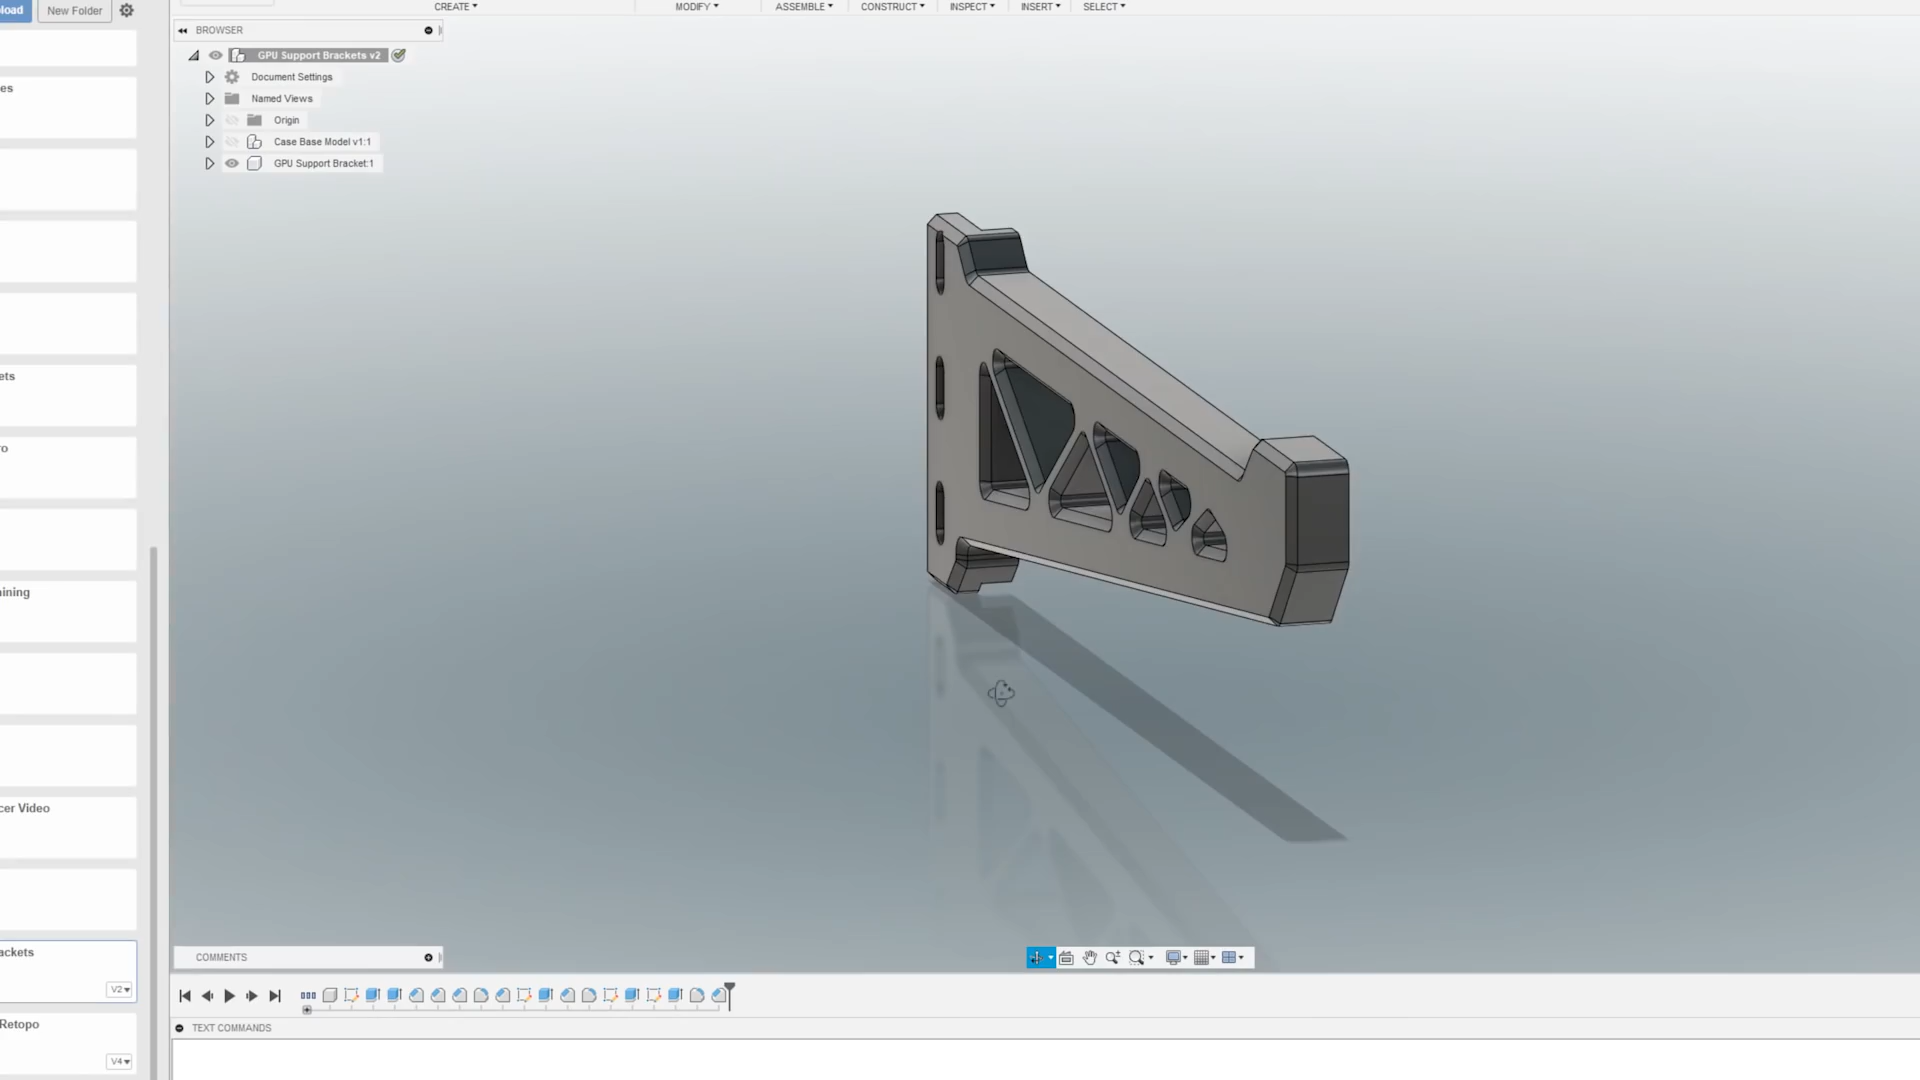 load
New Folder
CREATE
MODIFY
ASSEMBLE
CONSTRUCT
INSPECT
INSERT
SELECT
BROWSER
GPU Support Brackets v2
Document Settings
Named Views
Origin
Case Base Model v1:1
GPU Support Bracket:1
es
ets
ro
ining
cer Video
ackets
V2
Retopo
V4
COMMENTS
TEXT COMMANDS